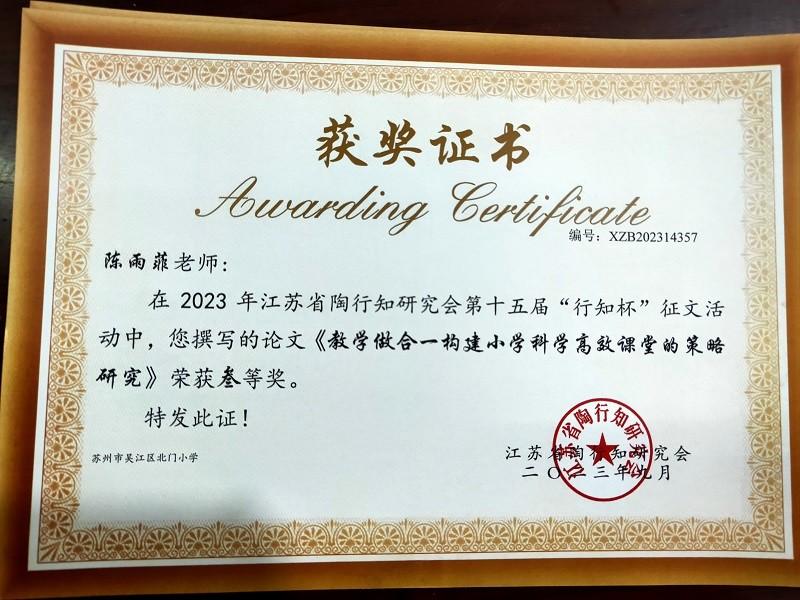 获奖证书
Awarding Certificate
编号：XZB202314357
陈雨菲老师：
在 2023 年江苏省陶行知研究会第十五届“行知杯”征文活
动中，您撰写的论文《教学做合一构建小学科学高效课堂的策略
研究》荣获叁等奖。
特发此证！
苏州市吴江区北门小学
江苏省陶行知研究会
二〇二三年九月
江苏省陶行知研究会